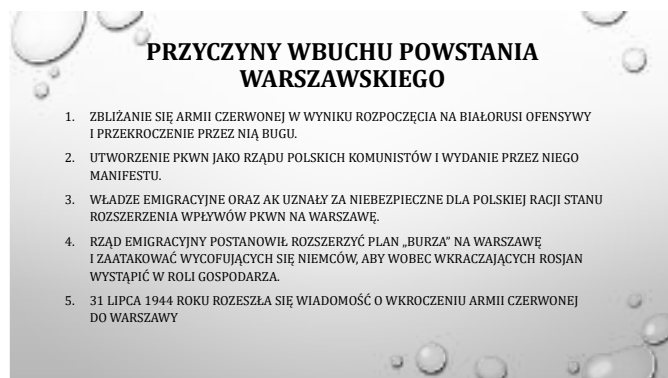 PRZYCZYNY WBUCHU POWSTANIA
WARSZAWSKIEGO
1. ZBLIŻANIE SIĘ ARMII CZERWONEJ W WYNIKU ROZPOCZĘCIA NA BIAŁORUSI OFENSYWY
I PRZEKROCZENIE PRZEZ NIĄ BUGU.
2. UTWORZENIE PKWN JAKO RZĄDU POLSKICH KOMUNISTÓW I WYDANIE PRZEZ NIEGO
MANIFESTU.
3. WŁADZE EMIGRACYJNE ORAZ AK UZNAŁY ZA NIEBEZPIECZNE DLA POLSKIEJ RACJI STANU
ROZSZERZENIA WPŁYWÓW PKWN NA WARSZAWĘ.
4. RZĄD EMIGRACYJNY POSTANOWIŁ ROZSZERZYĆ PLAN „BURZA” NA WARSZAWĘ
I ZAATAKOWAĆ WYCOFUJĄCYCH SIĘ NIEMCÓW, ABY WOBEC WKRACZAJĄCYCH ROSJAN
WYSTĄPIĆ W ROLI GOSPODARZA.
5. 31 LIPCA 1944 ROKU ROZESZŁA SIĘ WIADOMOŚĆ O WKROCZENIU ARMII CZERWONEJ
DO WARSZAWY